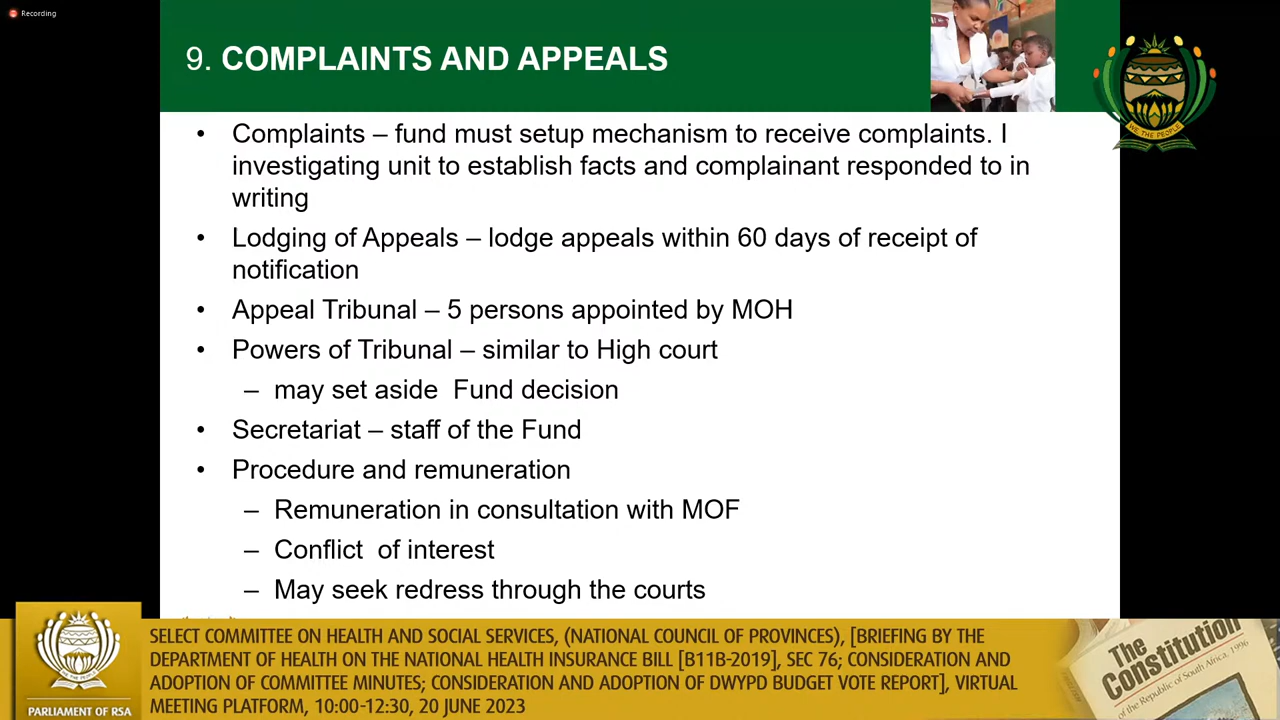 Recording
9. COMPLAINTS AND APPEALS
WE, THE PEOPLE
• Complaints – fund must setup mechanism to receive complaints. I
investigating unit to establish facts and complainant responded to in
writing
• Lodging of Appeals – lodge appeals within 60 days of receipt of
notification
• Appeal Tribunal – 5 persons appointed by MOH
• Powers of Tribunal – similar to High court
– may set aside  Fund decision
• Secretariat – staff of the Fund
• Procedure and remuneration
– Remuneration in consultation with MOF
– Conflict  of interest
– May seek redress through the courts
SELECT COMMITTEE ON HEALTH AND SOCIAL SERVICES, (NATIONAL COUNCIL OF PROVINCES), [BRIEFING BY THE
DEPARTMENT OF HEALTH ON THE NATIONAL HEALTH INSURANCE BILL [B11B-2019], SEC 76; CONSIDERATION AND
ADOPTION OF COMMITTEE MINUTES; CONSIDERATION AND ADOPTION OF DWYPD BUDGET VOTE REPORT], VIRTUAL
MEETING PLATFORM, 10:00-12:30, 20 JUNE 2023
PARLIAMENT OF RSA
The
Constitution
of the Republic of South Africa, 1996